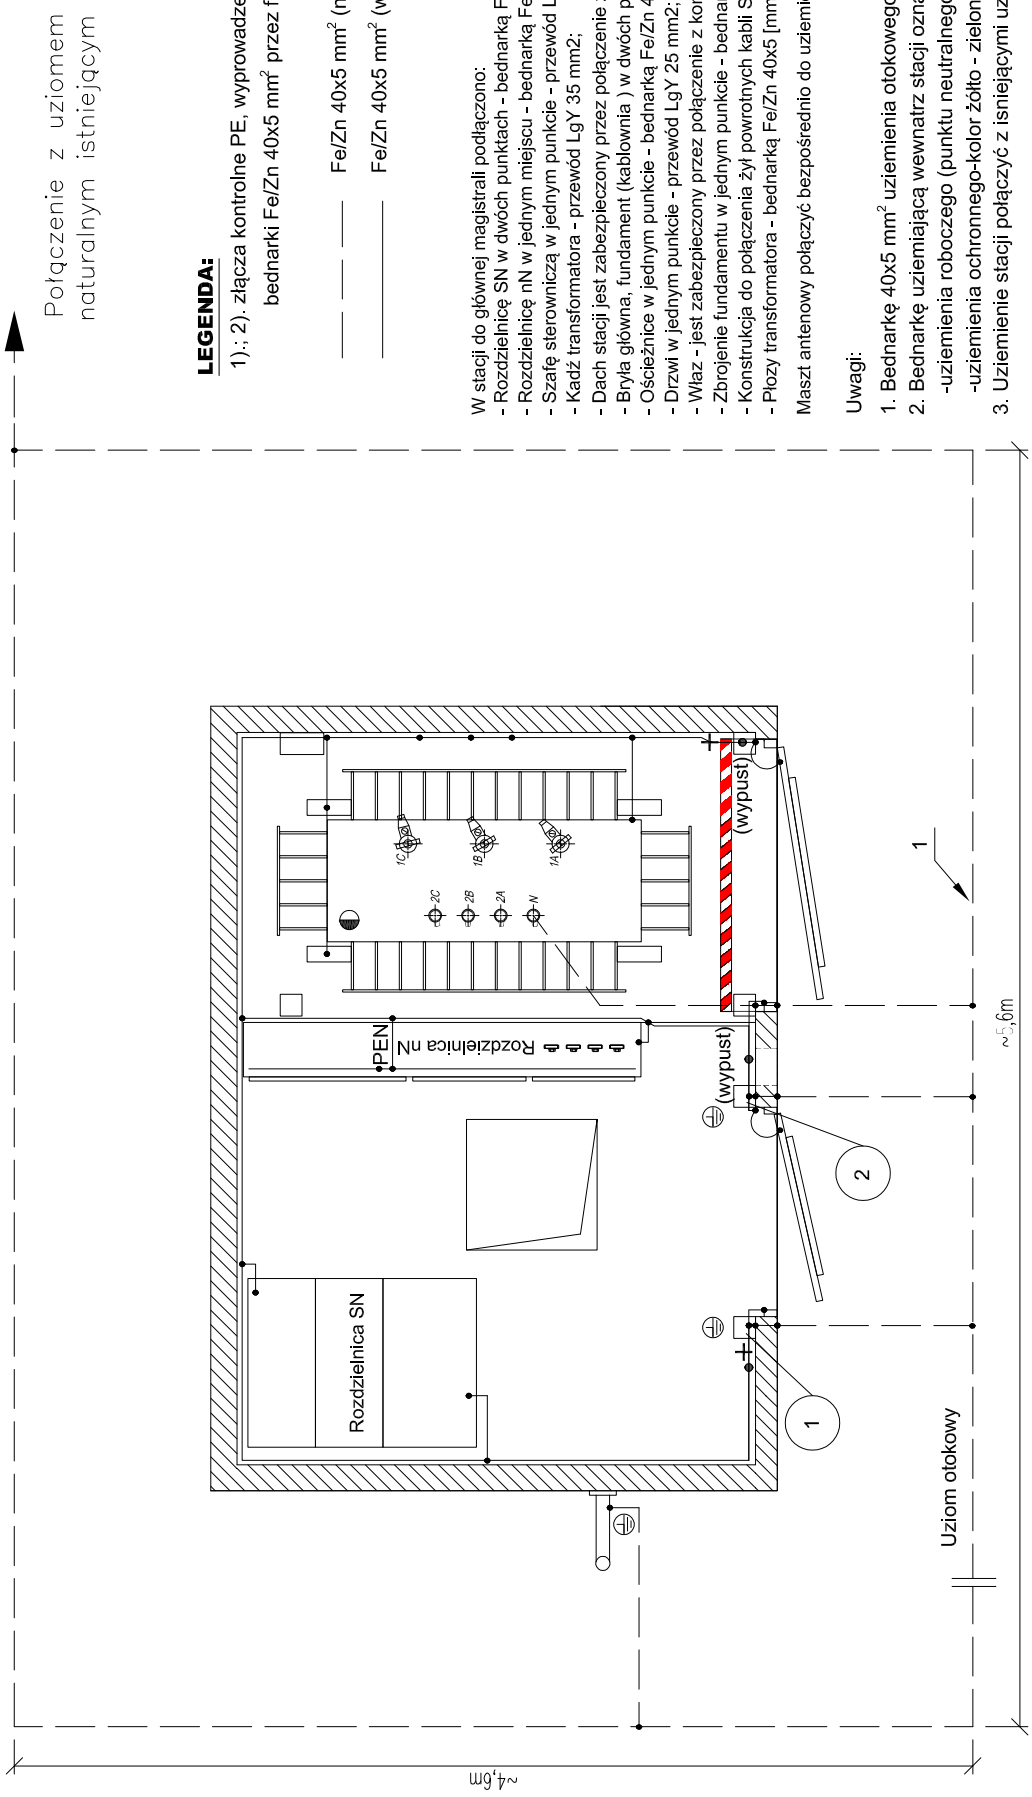 Połączenie z uziomem
naturalnym istniejącym
LEGENDA:
1).; 2). złącza kontrolne PE, wyprowadze
bednarki Fe/Zn 40x5 mm² przez f
Fe/Zn 40x5 mm² (n
Fe/Zn 40x5 mm² (w
W stacji do głównej magistrali podłączono:
- Rozdzielnicę SN w dwóch punktach - bednarką F
- Rozdzielnicę nN w jednym miejscu - bednarką Fe
- Szafę sterowniczą w jednym punkcie - przewód L
- Kadź transformatora - przewód LgY 35 mm2;
- Dach stacji jest zabezpieczony przez połączenie z
- Bryła główna, fundament (kablownia ) w dwóch p
- Ościeżnice w jednym punkcie - bednarką Fe/Zn 4
- Drzwi w jednym punkcie - przewód LgY 25 mm2;
- Właz - jest zabezpieczony przez połączenie z kon
- Zbrojenie fundamentu w jednym punkcie - bednar
- Konstrukcja do połączenia żył powrotnych kabli S
- Płozy transformatora - bednarką Fe/Zn 40x5 [mm
Maszt antenowy połączyć bezpośrednio do uziemie
Uwagi:
1. Bednarkę 40x5 mm² uziemienia otokowego
2. Bednarkę uziemiającą wewnatrz stacji ozna
-uziemienia roboczego (punktu neutralnego
-uziemienia ochronnego-kolor żółto - zielon
3. Uziemienie stacji połączyć z isniejącymi uz
1C
1B
1A
2C
2B
2A
N
(wypust)
PEN
Rozdzielnica nN
(wypust)
Rozdzielnica SN
1
2
1
Uziom otokowy
~5,6m
~4,6m